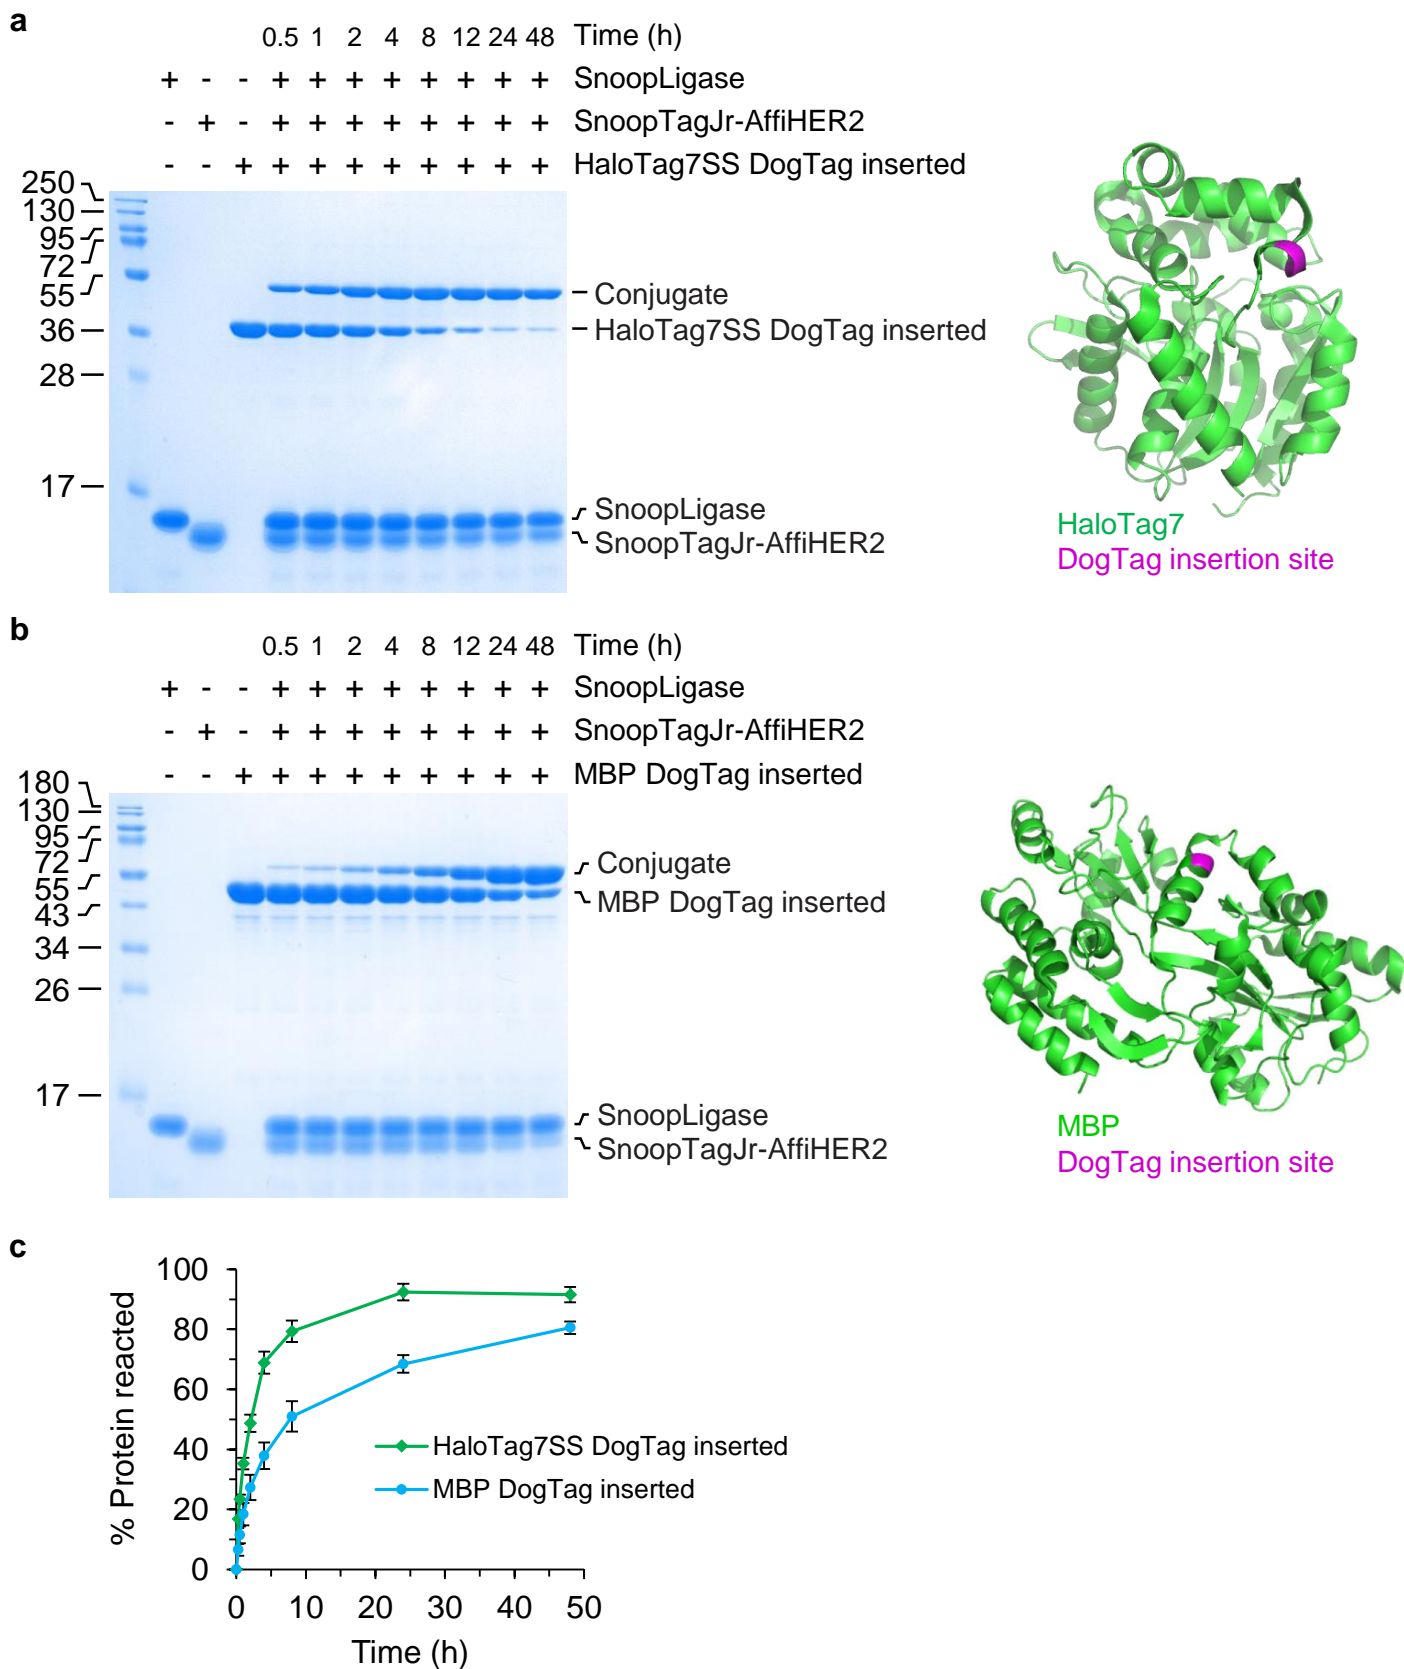 a
0.5 1 2 4 8 12 24 48 Time (h)
+ - - + + + + + + + + SnoopLigase
- + - + + + + + + + + SnoopTagJr-AffiHER2
- - + + + + + + + + + HaloTag7SS DogTag inserted
250
130
95
72
55
36
28
17
Conjugate
HaloTag7SS DogTag inserted
SnoopLigase
SnoopTagJr-AffiHER2
HaloTag7
DogTag insertion site
b
0.5 1 2 4 8 12 24 48 Time (h)
+ - - + + + + + + + + SnoopLigase
- + - + + + + + + + + SnoopTagJr-AffiHER2
- - + + + + + + + + + MBP DogTag inserted
180
130
95
72
55
43
34
26
17
Conjugate
MBP DogTag inserted
SnoopLigase
SnoopTagJr-AffiHER2
MBP
DogTag insertion site
c
% Protein reacted
100
80
60
40
20
0
HaloTag7SS DogTag inserted
MBP DogTag inserted
0 10 20 30 40 50
Time (h)